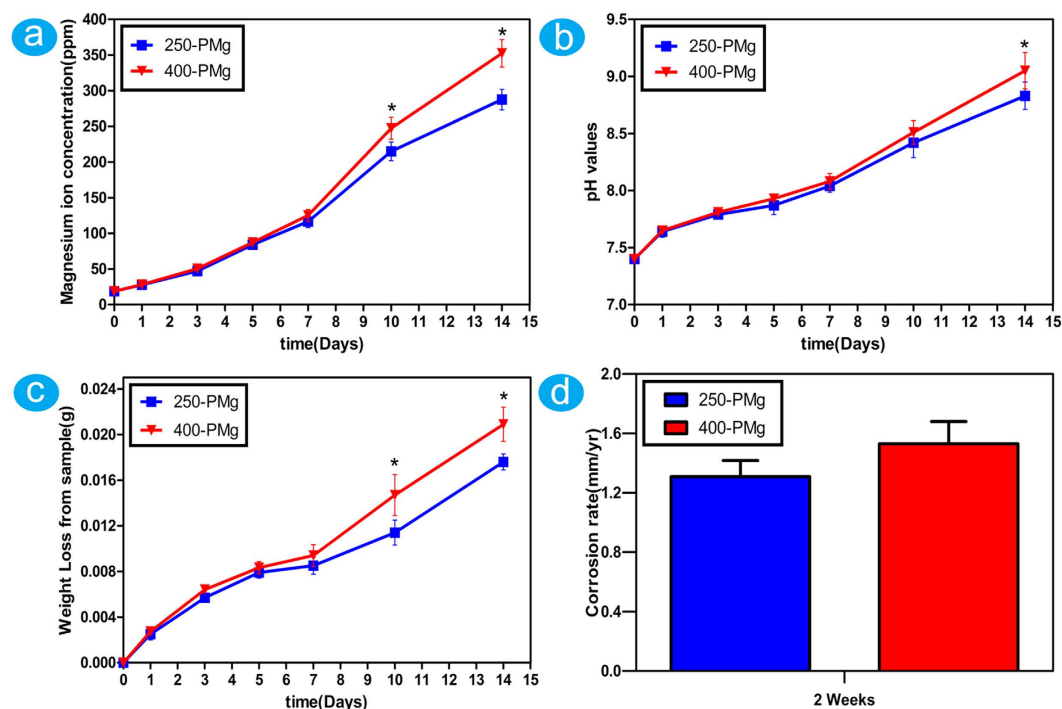 a
Magnesium ion concentration(ppm)
400
350
300
250
200
150
100
50
0
250-PMg
400-PMg
*
*
0 1 2 3 4 5 6 7 8 9 10 11 12 13 14 15
time(Days)
b
pH values
9.5
9.0
8.5
8.0
7.5
7.0
250-PMg
400-PMg
*
0 1 2 3 4 5 6 7 8 9 10 11 12 13 14 15
time(Days)
c
Weight Loss from sample(g)
0.024
0.020
0.016
0.012
0.008
0.004
0.000
250-PMg
400-PMg
*
*
0 1 2 3 4 5 6 7 8 9 10 11 12 13 14 15
time(Days)
d
Corrosion rate(mm/yr)
2.0
1.6
1.2
0.8
0.4
0.0
250-PMg
400-PMg
2 Weeks